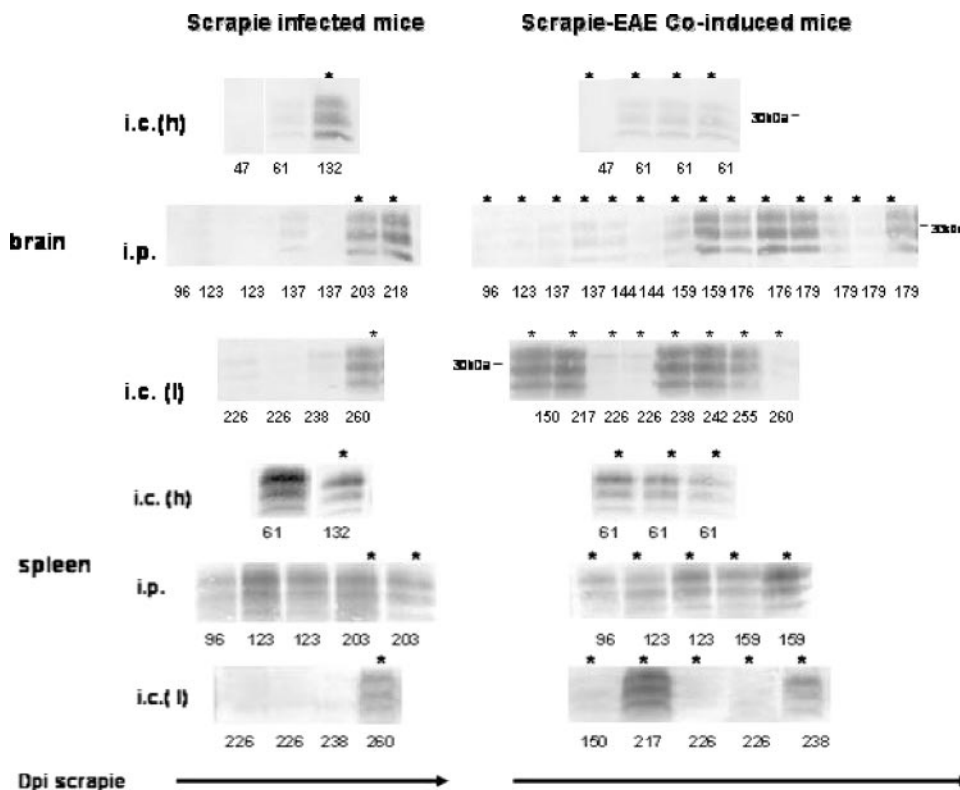 Scrapie infected mice Scrapie-EAE Co-induced mice
* * * * *
i.c.(h) 30kDa
47 61 132 47 61 61 61
* * * * * * * * * * * * * * * *
brain i.p. 30kDa
96 123 123 137 137 203 218 96 123 137 137 144 144 159 159 176 176 179 179 179 179
* * * * * * * * *
i.c. (l) 30kDa
226 226 238 260 150 217 226 226 238 242 255 260
* * * *
i.c. (h)
61 132 61 61 61
* * * * * * *
spleen i.p.
96 123 123 203 203 96 123 123 159 159
* * * * * *
i.c.( l)
226 226 238 260 150 217 226 226 238
Dpi scrapie